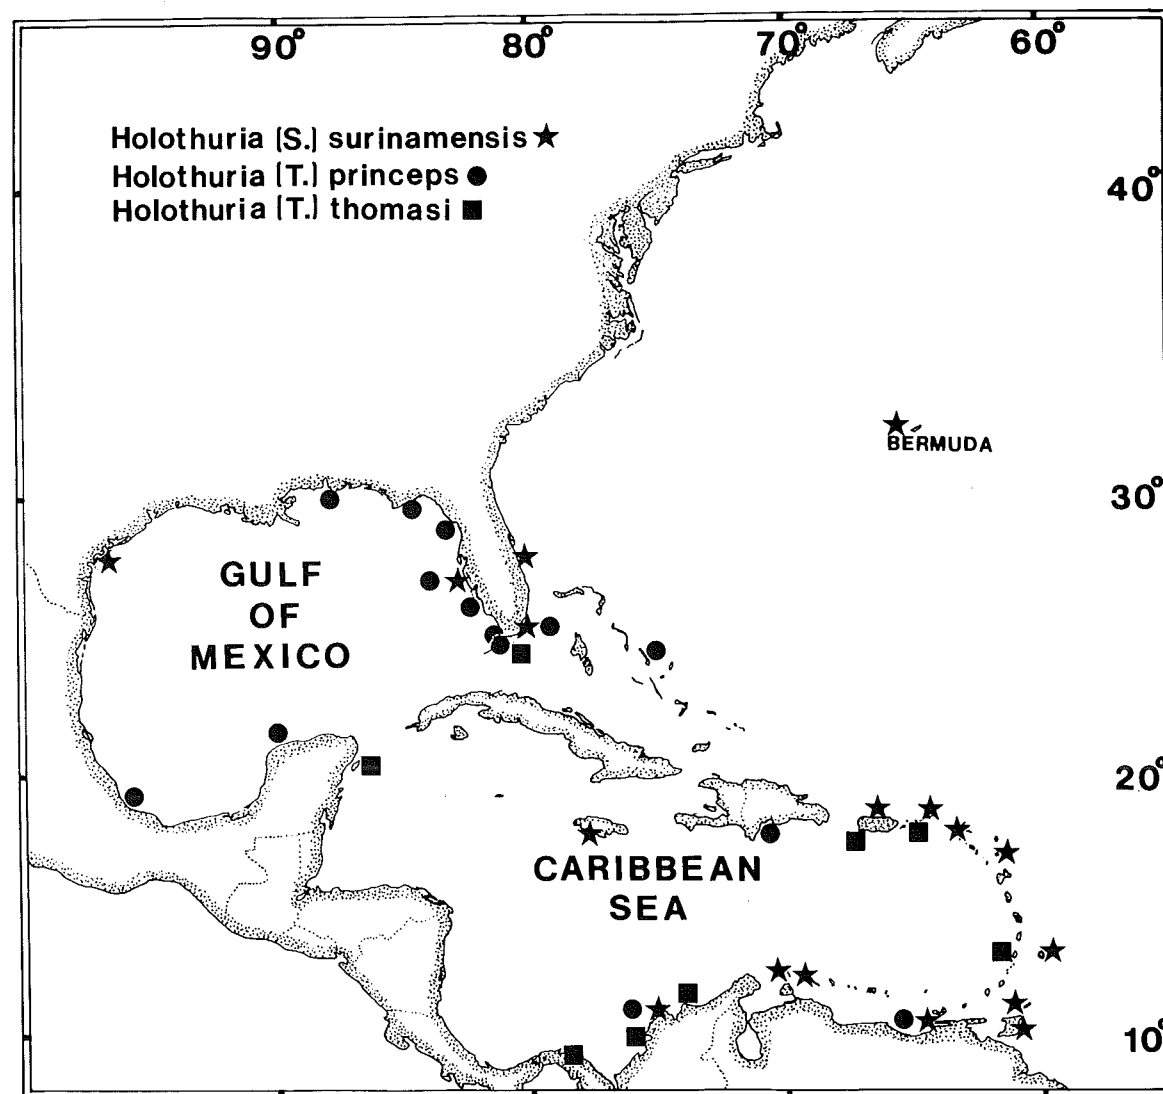 90° 80° 70° 60°
Holothuria (S.) surinamensis
Holothuria (T.) princeps
Holothuria (T.) thomasi
40°
BERMUDA
30°
GULF
OF
MEXICO
20°
CARIBBEAN
SEA
10°